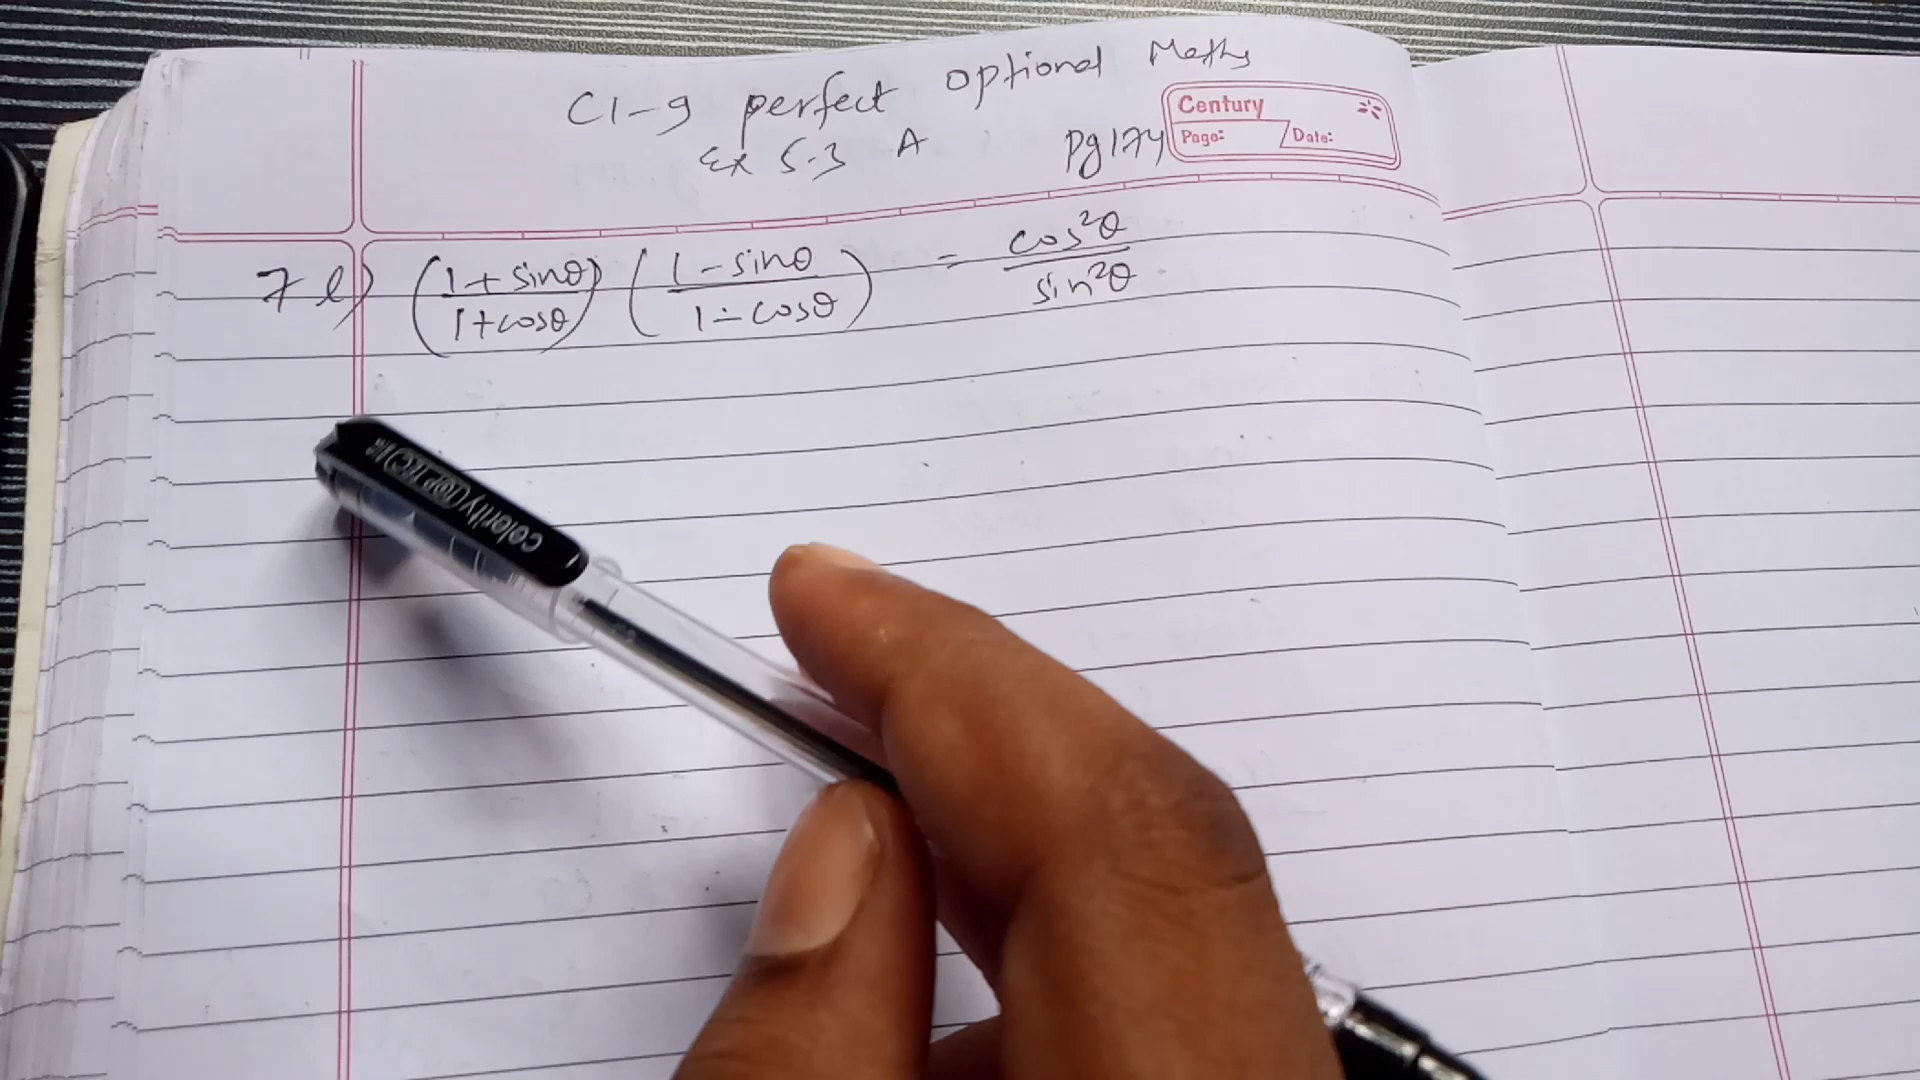 Cl-9 perfect optional Maths
Ex 5.3 A Pg 174
Century
Page: Date:
7 l) (1+sinθ/1+cosθ) (1-sinθ/1-cosθ) = cos²θ/sin²θ
colority